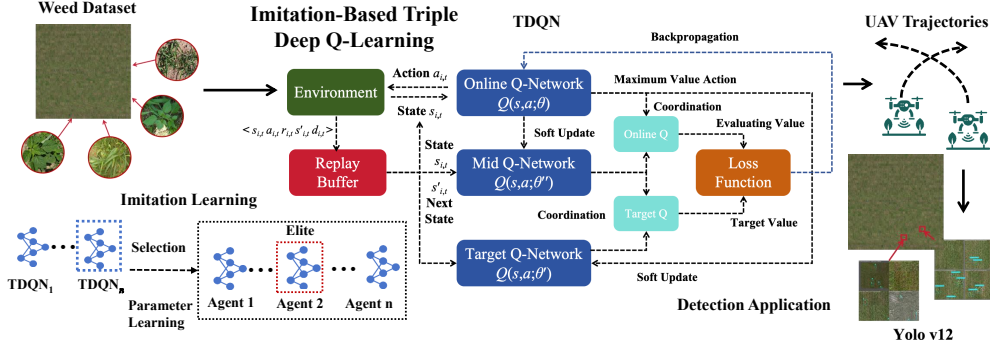 Weed Dataset
Imitation-Based Triple
Deep Q-Learning
TDQN
UAV Trajectories
Backpropagation
Environment
Action a_{i,t}
State s_{i,t}
Online Q-Network
Q(s,a;θ)
Maximum Value Action
Coordination
Online Q
Evaluating Value
< s_{i,t} a_{i,t} r_{i,t} s'_{i,t} d_{i,t} >
Soft Update
Replay
Buffer
State
s_{i,t}
s'_{i,t}
Next
State
Mid Q-Network
Q(s,a;θ'')
Loss
Function
Coordination
Target Q
Target Value
Target Q-Network
Q(s,a;θ')
Soft Update
Imitation Learning
TDQN_1
TDQN_n
Selection
Parameter
Learning
Elite
Agent 1
Agent 2
Agent n
Detection Application
Yolo v12